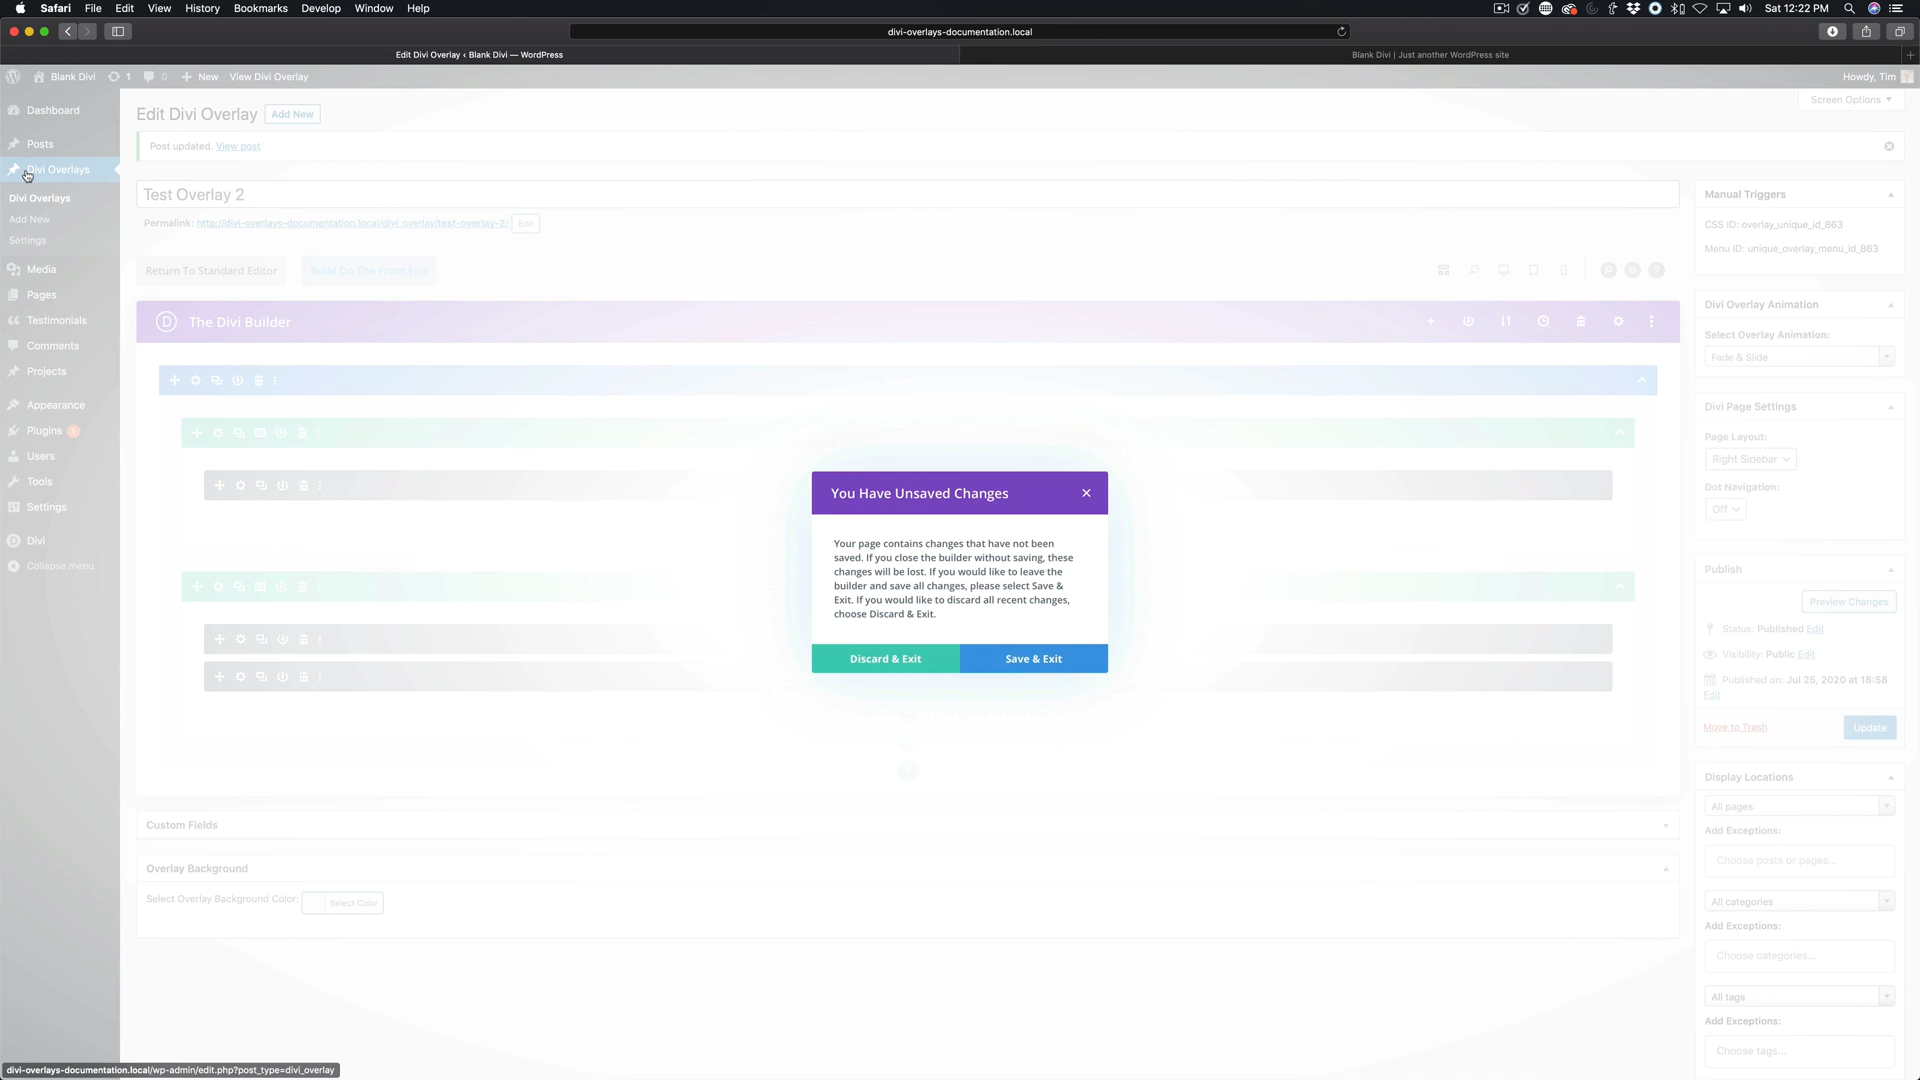 Safari File Edit View History Bookmarks Develop Window Help
Sat 12:22 PM
divi-overlays-documentation.local
Edit Divi Overlay ‹ Blank Divi — WordPress
Blank Divi | Just another WordPress site
Blank Divi 1 0 New View Divi Overlay
Howdy, Tim
Dashboard
Posts
Divi Overlays
Divi Overlays
Add New
Settings
Media
Pages
Testimonials
Comments
Projects
Appearance
Plugins 1
Users
Tools
Settings
Divi
Collapse menu
Screen Options
Edit Divi Overlay Add New
Post updated. View post
Test Overlay 2
Permalink: http://divi-overlays-documentation.local/divi_overlay/test-overlay-2/ Edit
Return To Standard Editor Build On The Front End
The Divi Builder
You Have Unsaved Changes
Your page contains changes that have not been
saved. If you close the builder without saving, these
changes will be lost. If you would like to leave the
builder and save all changes, please select Save &
Exit. If you would like to discard all recent changes,
choose Discard & Exit.
Discard & Exit Save & Exit
Custom Fields
Overlay Background
Select Overlay Background Color: Select Color
Manual Triggers
CSS ID: overlay_unique_id_863
Menu ID: unique_overlay_menu_id_863
Divi Overlay Animation
Select Overlay Animation:
Fade & Slide
Divi Page Settings
Page Layout:
Right Sidebar
Dot Navigation:
Off
Publish
Preview Changes
Status: Published Edit
Visibility: Public Edit
Published on: Jul 25, 2020 at 18:58
Edit
Move to Trash Update
Display Locations
All pages
Add Exceptions:
Choose posts or pages...
All categories
Add Exceptions:
Choose categories...
All tags
Add Exceptions:
Choose tags...
divi-overlays-documentation.local/wp-admin/edit.php?post_type=divi_overlay